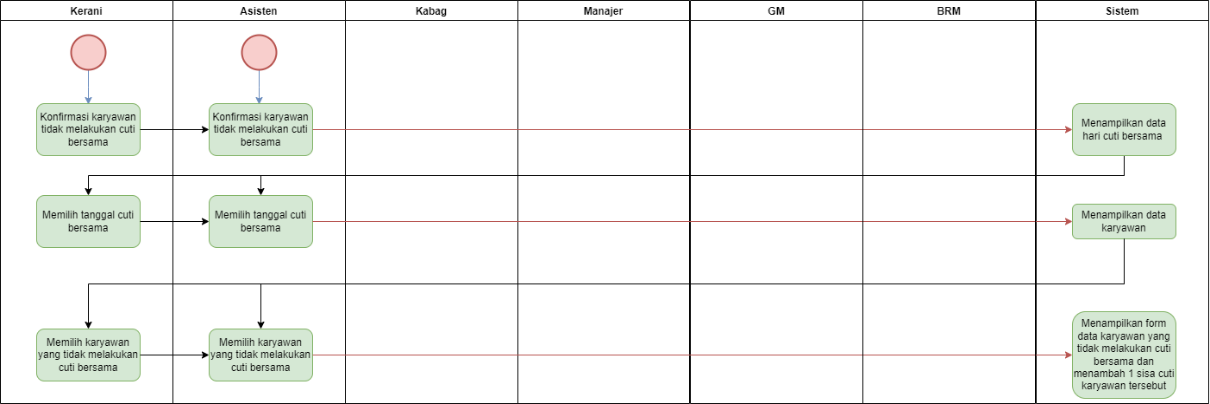 Kerani
Asisten
Kabag
Manajer
GM
BRM
Sistem
Konfirmasi karyawan
tidak melakukan cuti
bersama
Konfirmasi karyawan
tidak melakukan cuti
bersama
Menampilkan data
hari cuti bersama
Memilih tanggal cuti
bersama
Memilih tanggal cuti
bersama
Menampilkan data
karyawan
Memilih karyawan
yang tidak melakukan
cuti bersama
Memilih karyawan
yang tidak melakukan
cuti bersama
Menampilkan form
data karyawan yang
tidak melakukan cuti
bersama dan
menambah 1 sisa cuti
karyawan tersebut